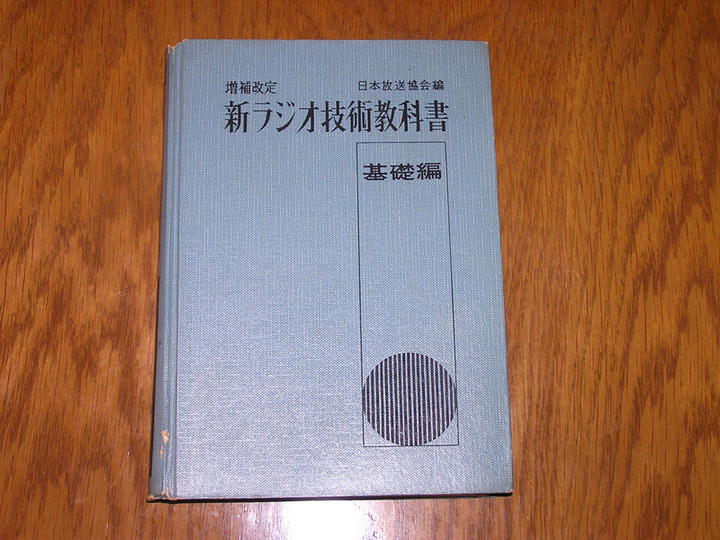 増補改定
日本放送協会編
新ラジオ技術教科書
基礎編